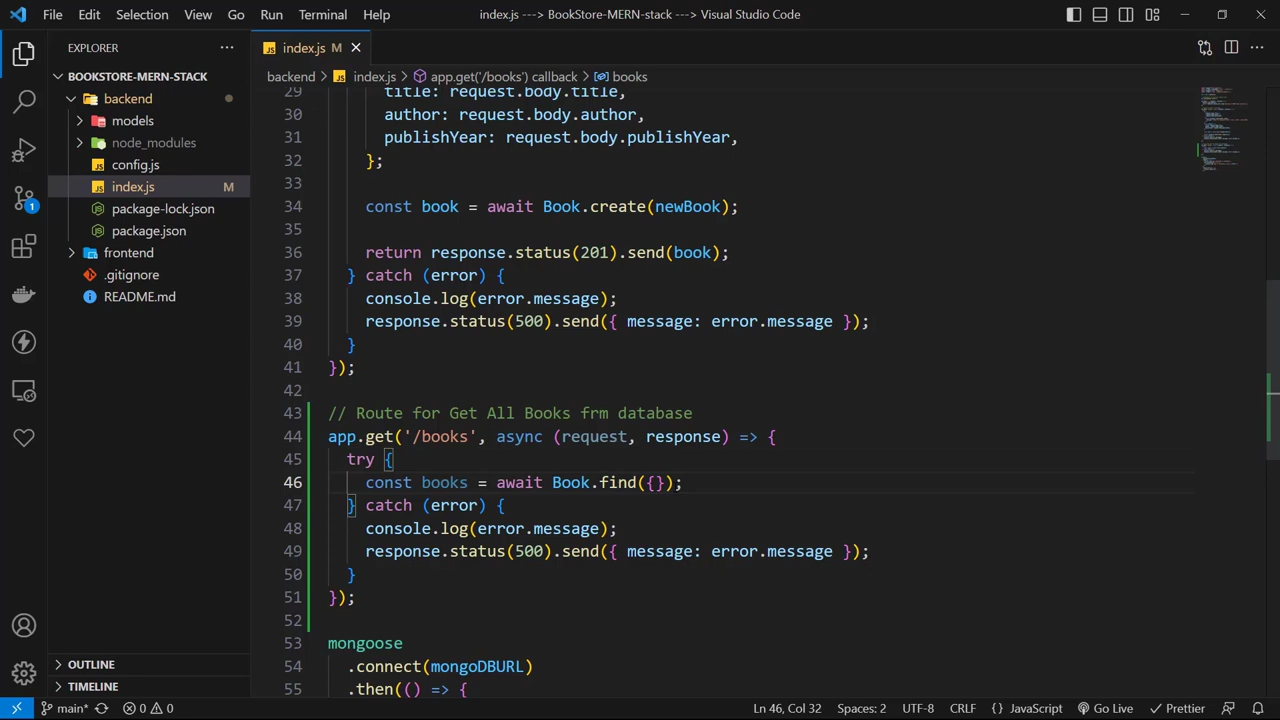 File Edit Selection View Go Run Terminal Help index.js ---> BookStore-MERN-stack ---> Visual Studio Code
EXPLORER
BOOKSTORE-MERN-STACK
backend
models
node_modules
config.js
index.js M
package-lock.json
package.json
frontend
.gitignore
README.md
OUTLINE
TIMELINE
1
index.js M
backend > index.js > app.get('/books') callback > books
29 title: request.body.title,
30 author: request.body.author,
31 publishYear: request.body.publishYear,
32 };
33
34 const book = await Book.create(newBook);
35
36 return response.status(201).send(book);
37 } catch (error) {
38 console.log(error.message);
39 response.status(500).send({ message: error.message });
40 }
41 });
42
43 // Route for Get All Books frm database
44 app.get('/books', async (request, response) => {
45 try {
46 const books = await Book.find({});
47 } catch (error) {
48 console.log(error.message);
49 response.status(500).send({ message: error.message });
50 }
51 });
52
53 mongoose
54 .connect(mongoDBURL)
55 .then(() => {
main* 0 0 Ln 46, Col 32 Spaces: 2 UTF-8 CRLF {} JavaScript Go Live Prettier